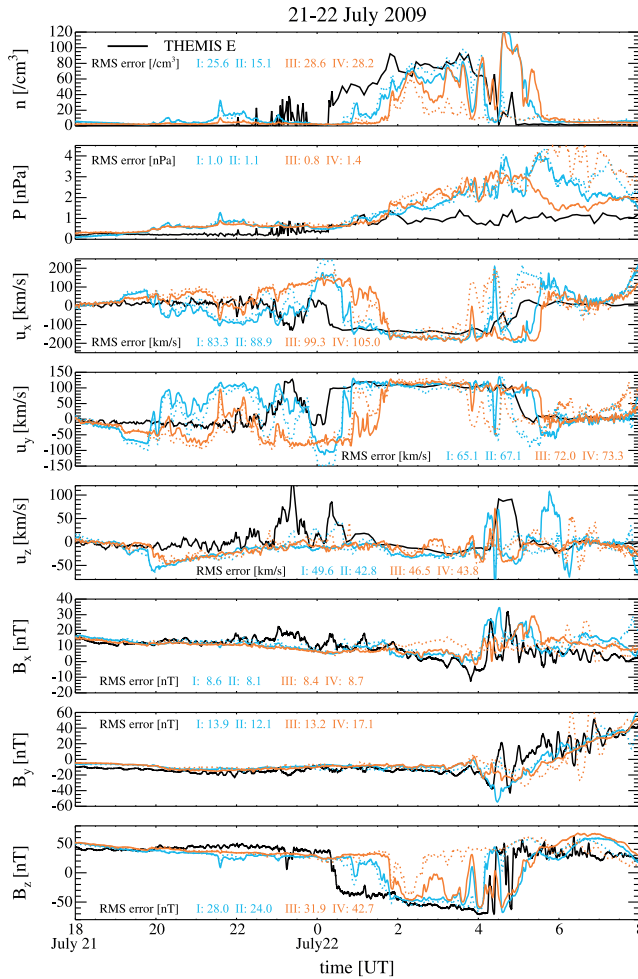 21-22 July 2009
THEMIS E
RMS error [/cm³] I: 25.6 II: 15.1 III: 28.6 IV: 28.2
n [/cm³]
120
100
80
60
40
20
0
RMS error [nPa] I: 1.0 II: 1.1 III: 0.8 IV: 1.4
P [nPa]
4
3
2
1
0
u_x [km/s]
200
100
0
-100
-200
RMS error [km/s] I: 83.3 II: 88.9 III: 99.3 IV: 105.0
u_y [km/s]
150
100
50
0
-50
-100
-150
RMS error [km/s] I: 65.1 II: 67.1 III: 72.0 IV: 73.3
u_z [km/s]
100
50
0
-50
RMS error [km/s] I: 49.6 II: 42.8 III: 46.5 IV: 43.8
B_x [nT]
40
30
20
10
0
-10
-20
RMS error [nT] I: 8.6 II: 8.1 III: 8.4 IV: 8.7
RMS error [nT] I: 13.9 II: 12.1 III: 13.2 IV: 17.1
B_y [nT]
60
40
20
0
-20
-40
-60
B_z [nT]
50
0
-50
RMS error [nT] I: 28.0 II: 24.0 III: 31.9 IV: 42.7
18 20 22 0 2 4 6 8
July 21 July22
time [UT]